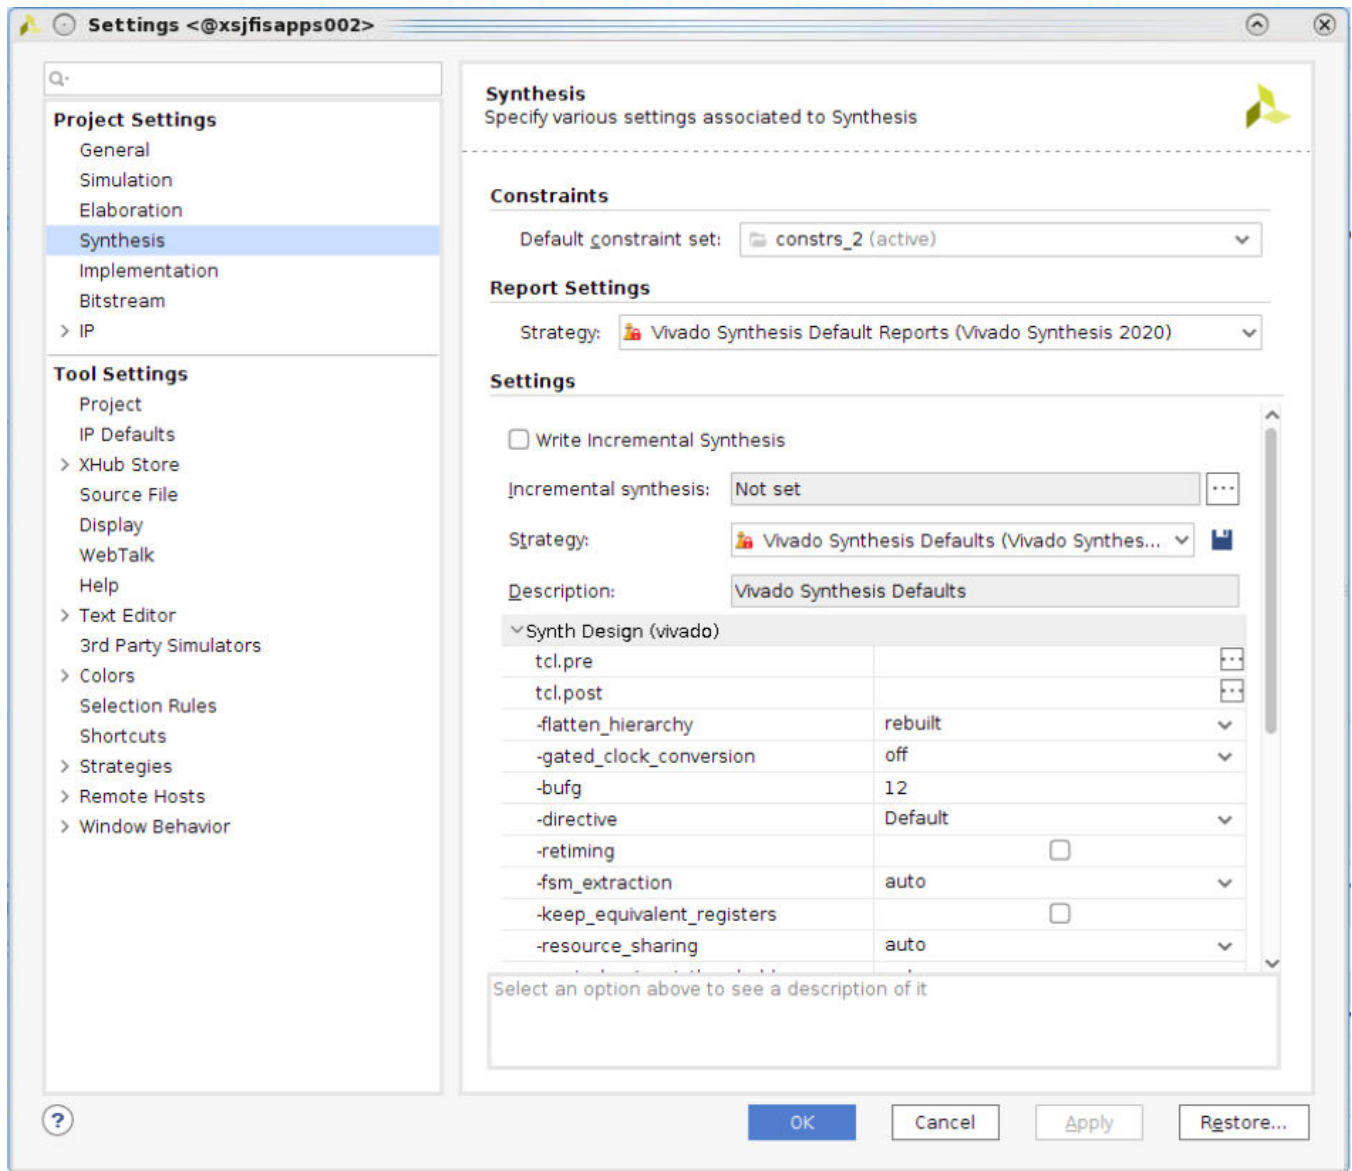 Settings <@xsjfisapps002>
Project Settings
General
Simulation
Elaboration
Synthesis
Implementation
Bitstream
IP
Tool Settings
Project
IP Defaults
XHub Store
Source File
Display
WebTalk
Help
Text Editor
3rd Party Simulators
Colors
Selection Rules
Shortcuts
Strategies
Remote Hosts
Window Behavior
Synthesis
Specify various settings associated to Synthesis
Constraints
Default constraint set: constrs_2 (active)
Report Settings
Strategy: Vivado Synthesis Default Reports (Vivado Synthesis 2020)
Settings
Write Incremental Synthesis
Incremental synthesis: Not set
Strategy: Vivado Synthesis Defaults (Vivado Synthes...
Description: Vivado Synthesis Defaults
Synth Design (vivado)
tcl.pre
tcl.post
-flatten_hierarchy rebuilt
-gated_clock_conversion off
-bufg 12
-directive Default
-retiming
-fsm_extraction auto
-keep_equivalent_registers
-resource_sharing auto
Select an option above to see a description of it
? OK Cancel Apply Restore...